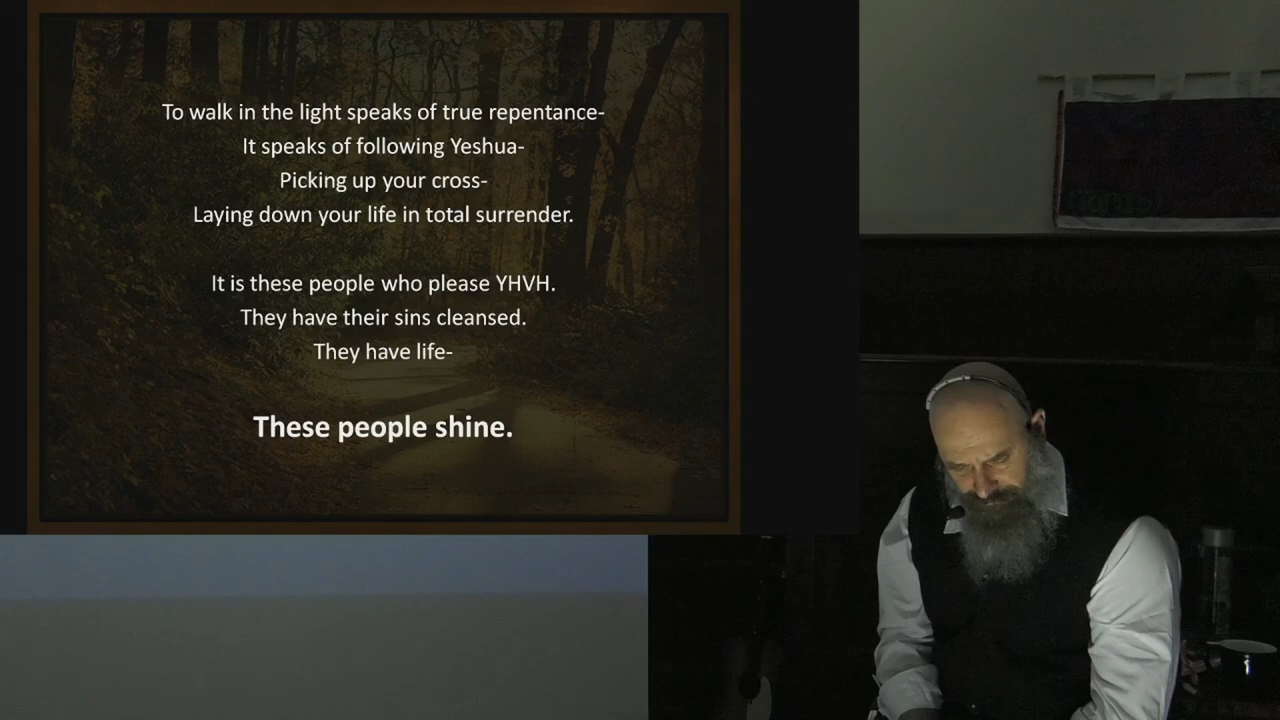 To walk in the light speaks of true repentance-
It speaks of following Yeshua-
Picking up your cross-
Laying down your life in total surrender.
It is these people who please YHVH.
They have their sins cleansed.
They have life-
These people shine.